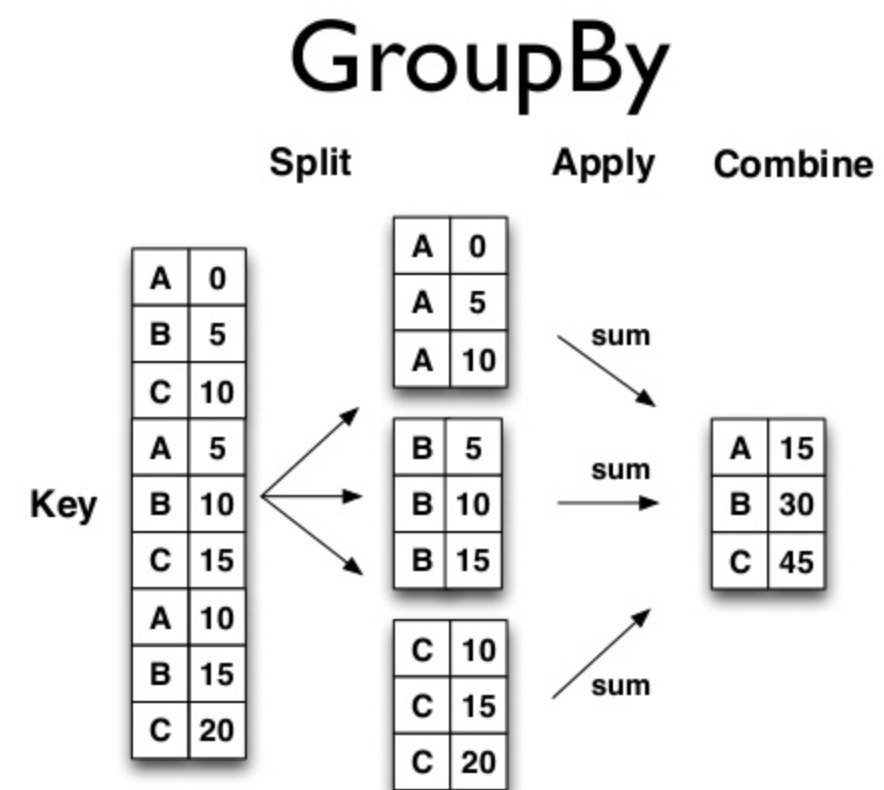 GroupBy
Split Apply Combine
Key
A 0
B 5
C 10
A 5
B 10
C 15
A 10
B 15
C 20
A 0
A 5
A 10
B 5
B 10
B 15
C 10
C 15
C 20
sum
sum
sum
A 15
B 30
C 45